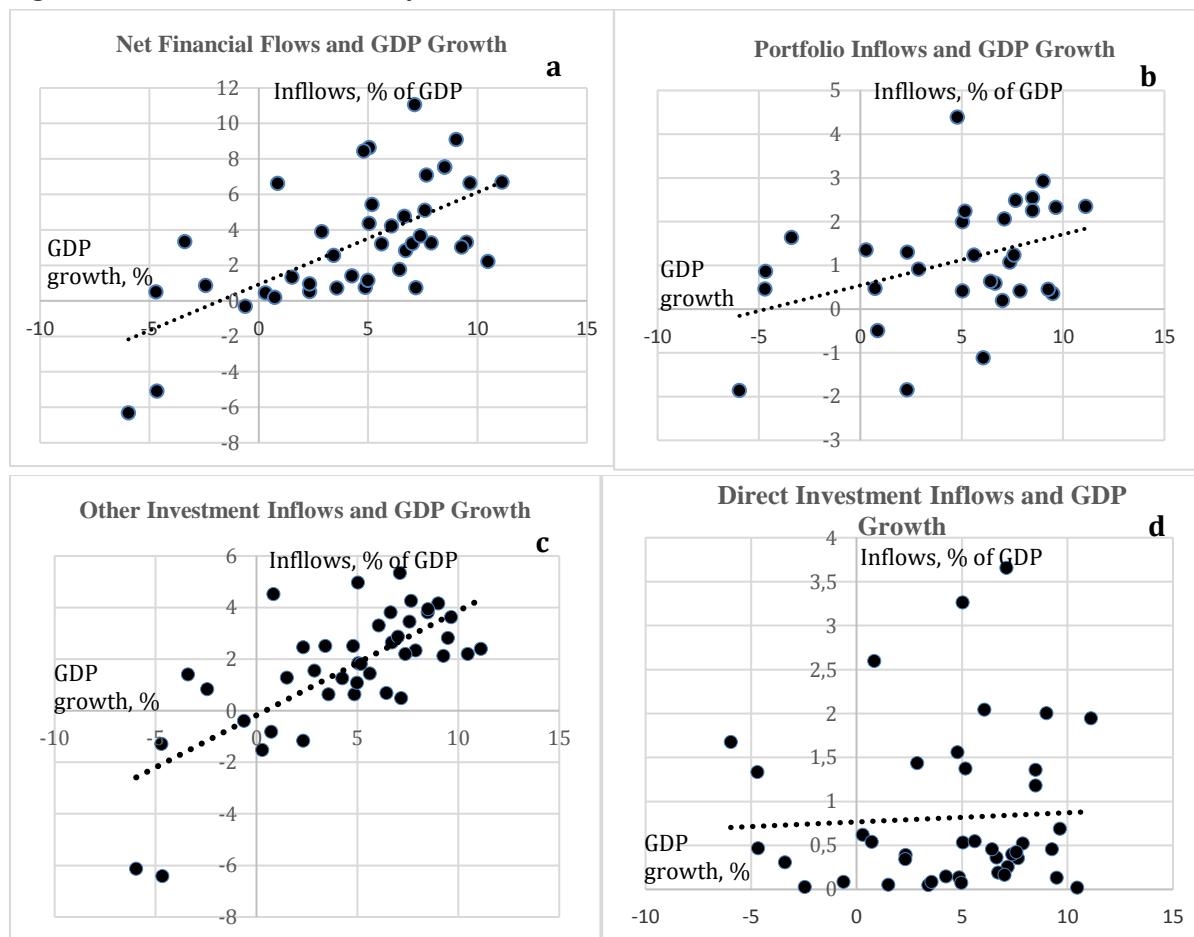 Net Financial Flows and GDP Growth
a
Infllows, % of GDP
12
10
8
6
4
2
0
-2
-4
-6
-8
GDP
growth, %
-10
-5
0
5
10
15
Portfolio Inflows and GDP Growth
b
Infllows, % of GDP
5
4
3
2
1
0
-1
-2
-3
GDP
growth
-10
-5
0
5
10
15
Other Investment Inflows and GDP Growth
c
Infllows, % of GDP
6
4
2
0
-2
-4
-6
-8
GDP
growth, %
-10
-5
0
5
10
15
Direct Investment Inflows and GDP
Growth
d
Infllows, % of GDP
4
3,5
3
2,5
2
1,5
1
0,5
0
GDP
growth, %
-10
-5
0
5
10
15